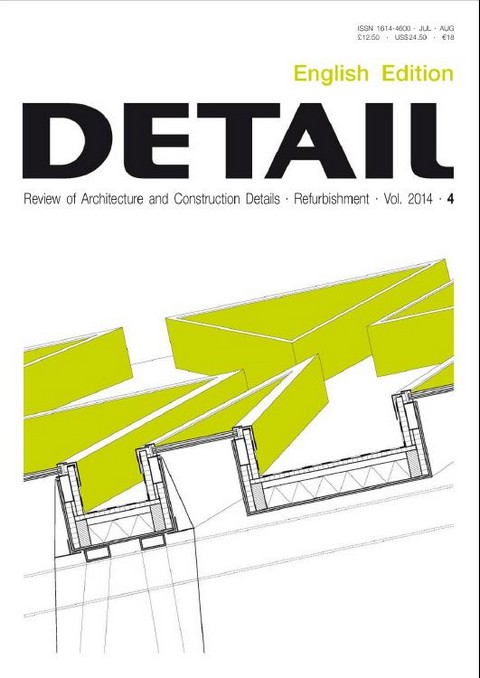 ISSN 1614-4600 · JUL · AUG
£12.50 · US$24.50 · €18
English Edition
DETAIL
Review of Architecture and Construction Details · Refurbishment · Vol. 2014 · 4